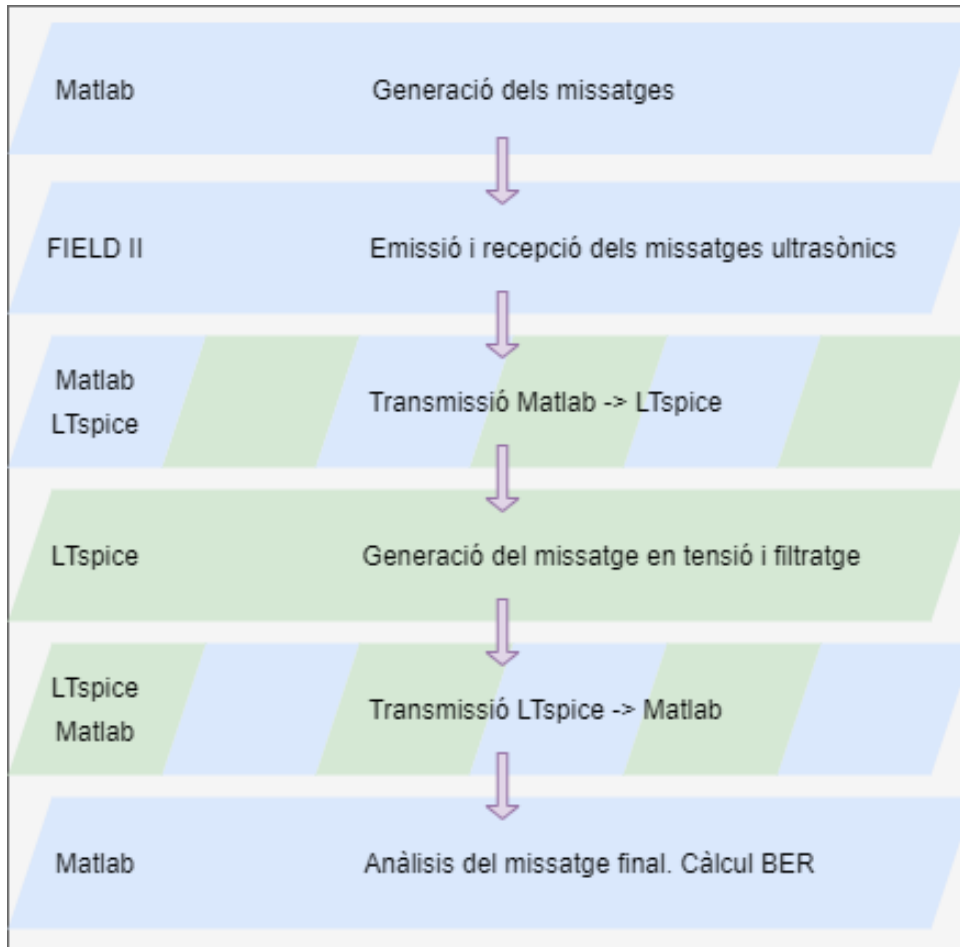 Matlab
Generació dels missatges
FIELD II
Emissió i recepció dels missatges ultrasònics
Matlab
LTspice
Transmissió Matlab -> LTspice
LTspice
Generació del missatge en tensió i filtratge
LTspice
Matlab
Transmissió LTspice -> Matlab
Matlab
Anàlisis del missatge final. Càlcul BER